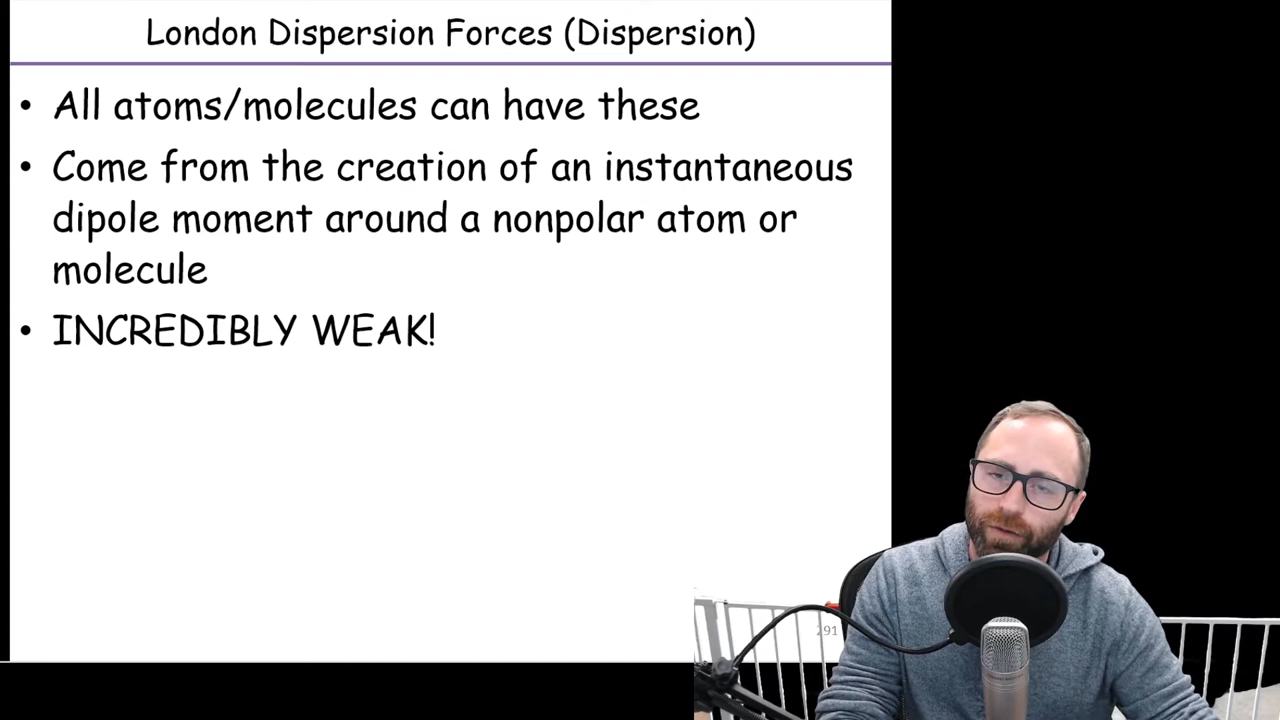 London Dispersion Forces (Dispersion)
• All atoms/molecules can have these
• Come from the creation of an instantaneous
dipole moment around a nonpolar atom or
molecule
• INCREDIBLY WEAK!
291